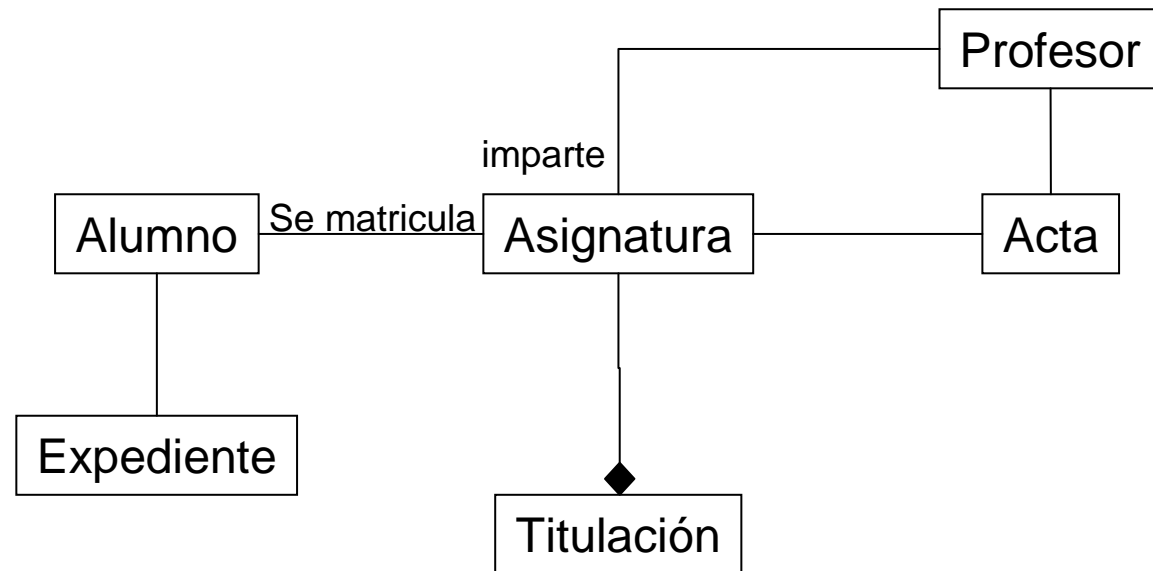 Profesor
imparte
Alumno
Se matricula
Asignatura
Acta
Expediente
Titulación